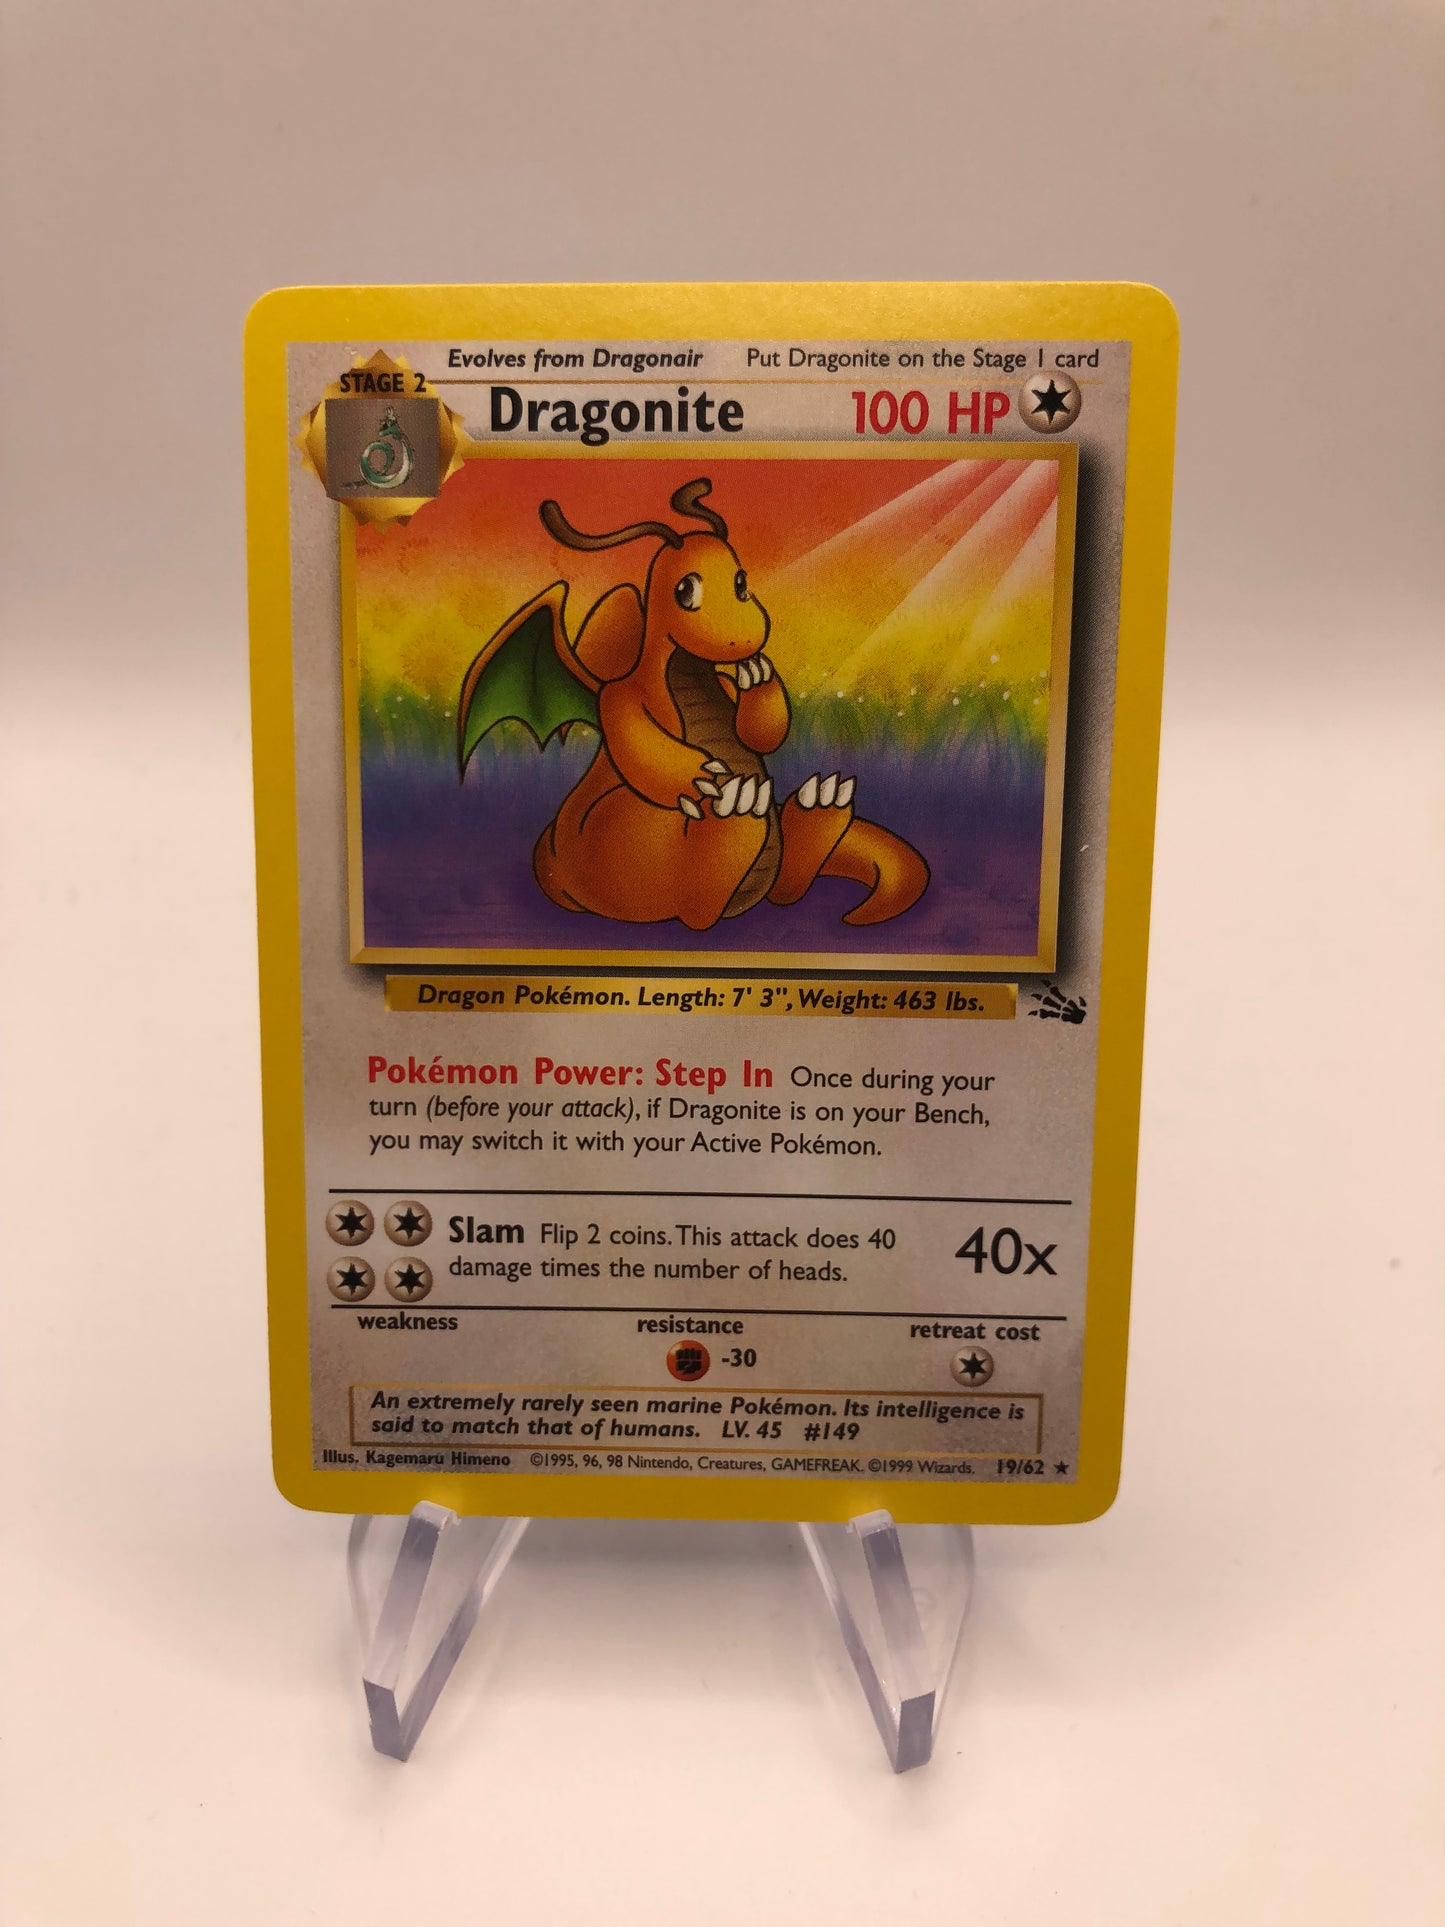 Evolves from Dragonair Put Dragonite on the Stage 1 card
STAGE 2
Dragonite 100 HP
Dragon Pokémon. Length: 7' 3", Weight: 463 lbs.
Pokémon Power: Step In Once during your
turn (before your attack), if Dragonite is on your Bench,
you may switch it with your Active Pokémon.
Slam Flip 2 coins. This attack does 40
damage times the number of heads.
40x
weakness resistance retreat cost
-30
An extremely rarely seen marine Pokémon. Its intelligence is
said to match that of humans. LV. 45 #149
Illus. Kagemaru Himeno ©1995, 96, 98 Nintendo, Creatures, GAMEFREAK. ©1999 Wizards. 19/62 ★